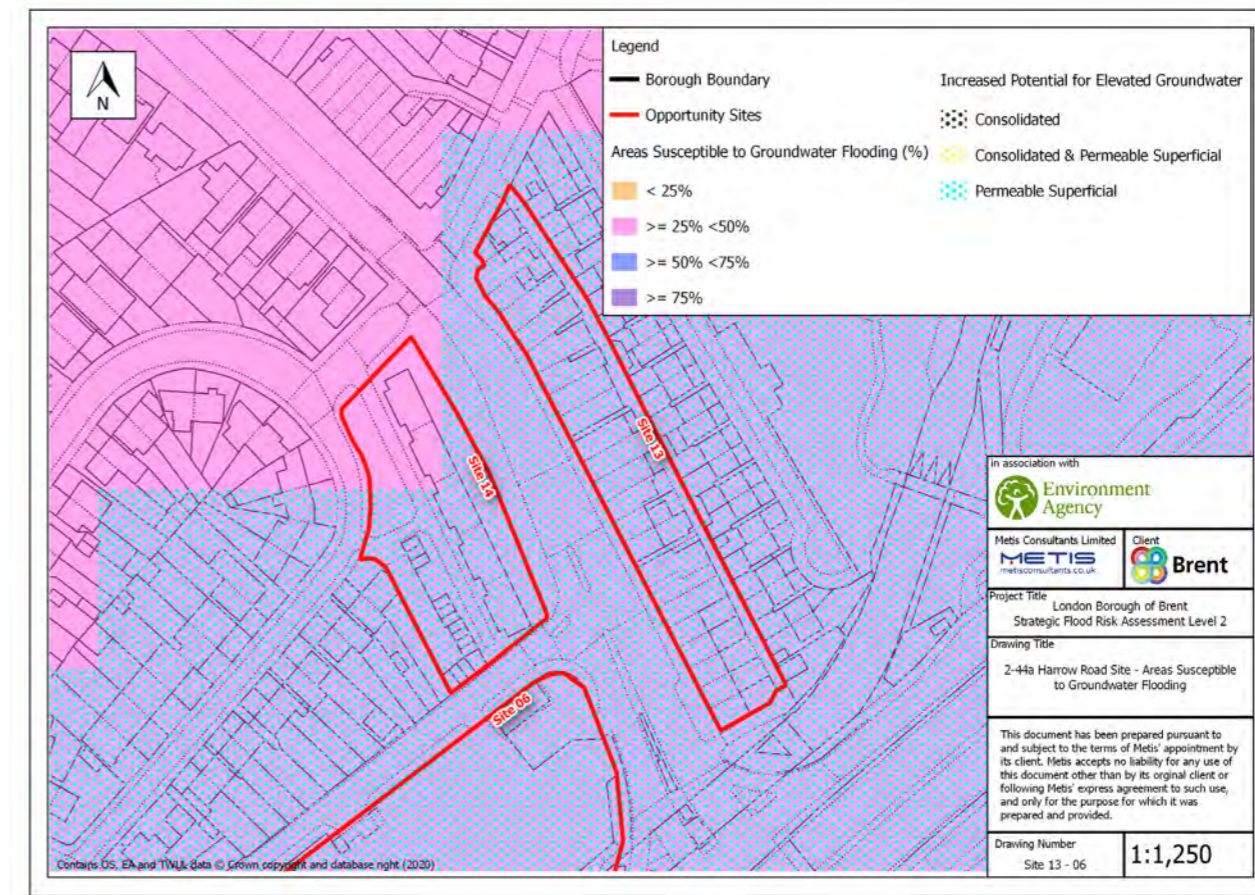 N
Legend
Borough Boundary
Opportunity Sites
Areas Susceptible to Groundwater Flooding (%)
< 25%
>= 25% <50%
>= 50% <75%
>= 75%
Increased Potential for Elevated Groundwater
Consolidated
Consolidated & Permeable Superficial
Permeable Superficial
Site 13
Site 14
Site 06
in association with
Environment
Agency
Metis Consultants Limited
METIS
metisconsultants.co.uk
Client
Brent
Project Title
London Borough of Brent
Strategic Flood Risk Assessment Level 2
Drawing Title
2-44a Harrow Road Site - Areas Susceptible
to Groundwater Flooding
This document has been prepared pursuant to
and subject to the terms of Metis' appointment by
its client. Metis accepts no liability for any use of
this document other than by its orginal client or
following Metis' express agreement to such use,
and only for the purpose for which it was
prepared and provided.
Drawing Number
Site 13 - 06
1:1,250
Contains OS, EA and TWUL data © Crown copyright and database right (2020)